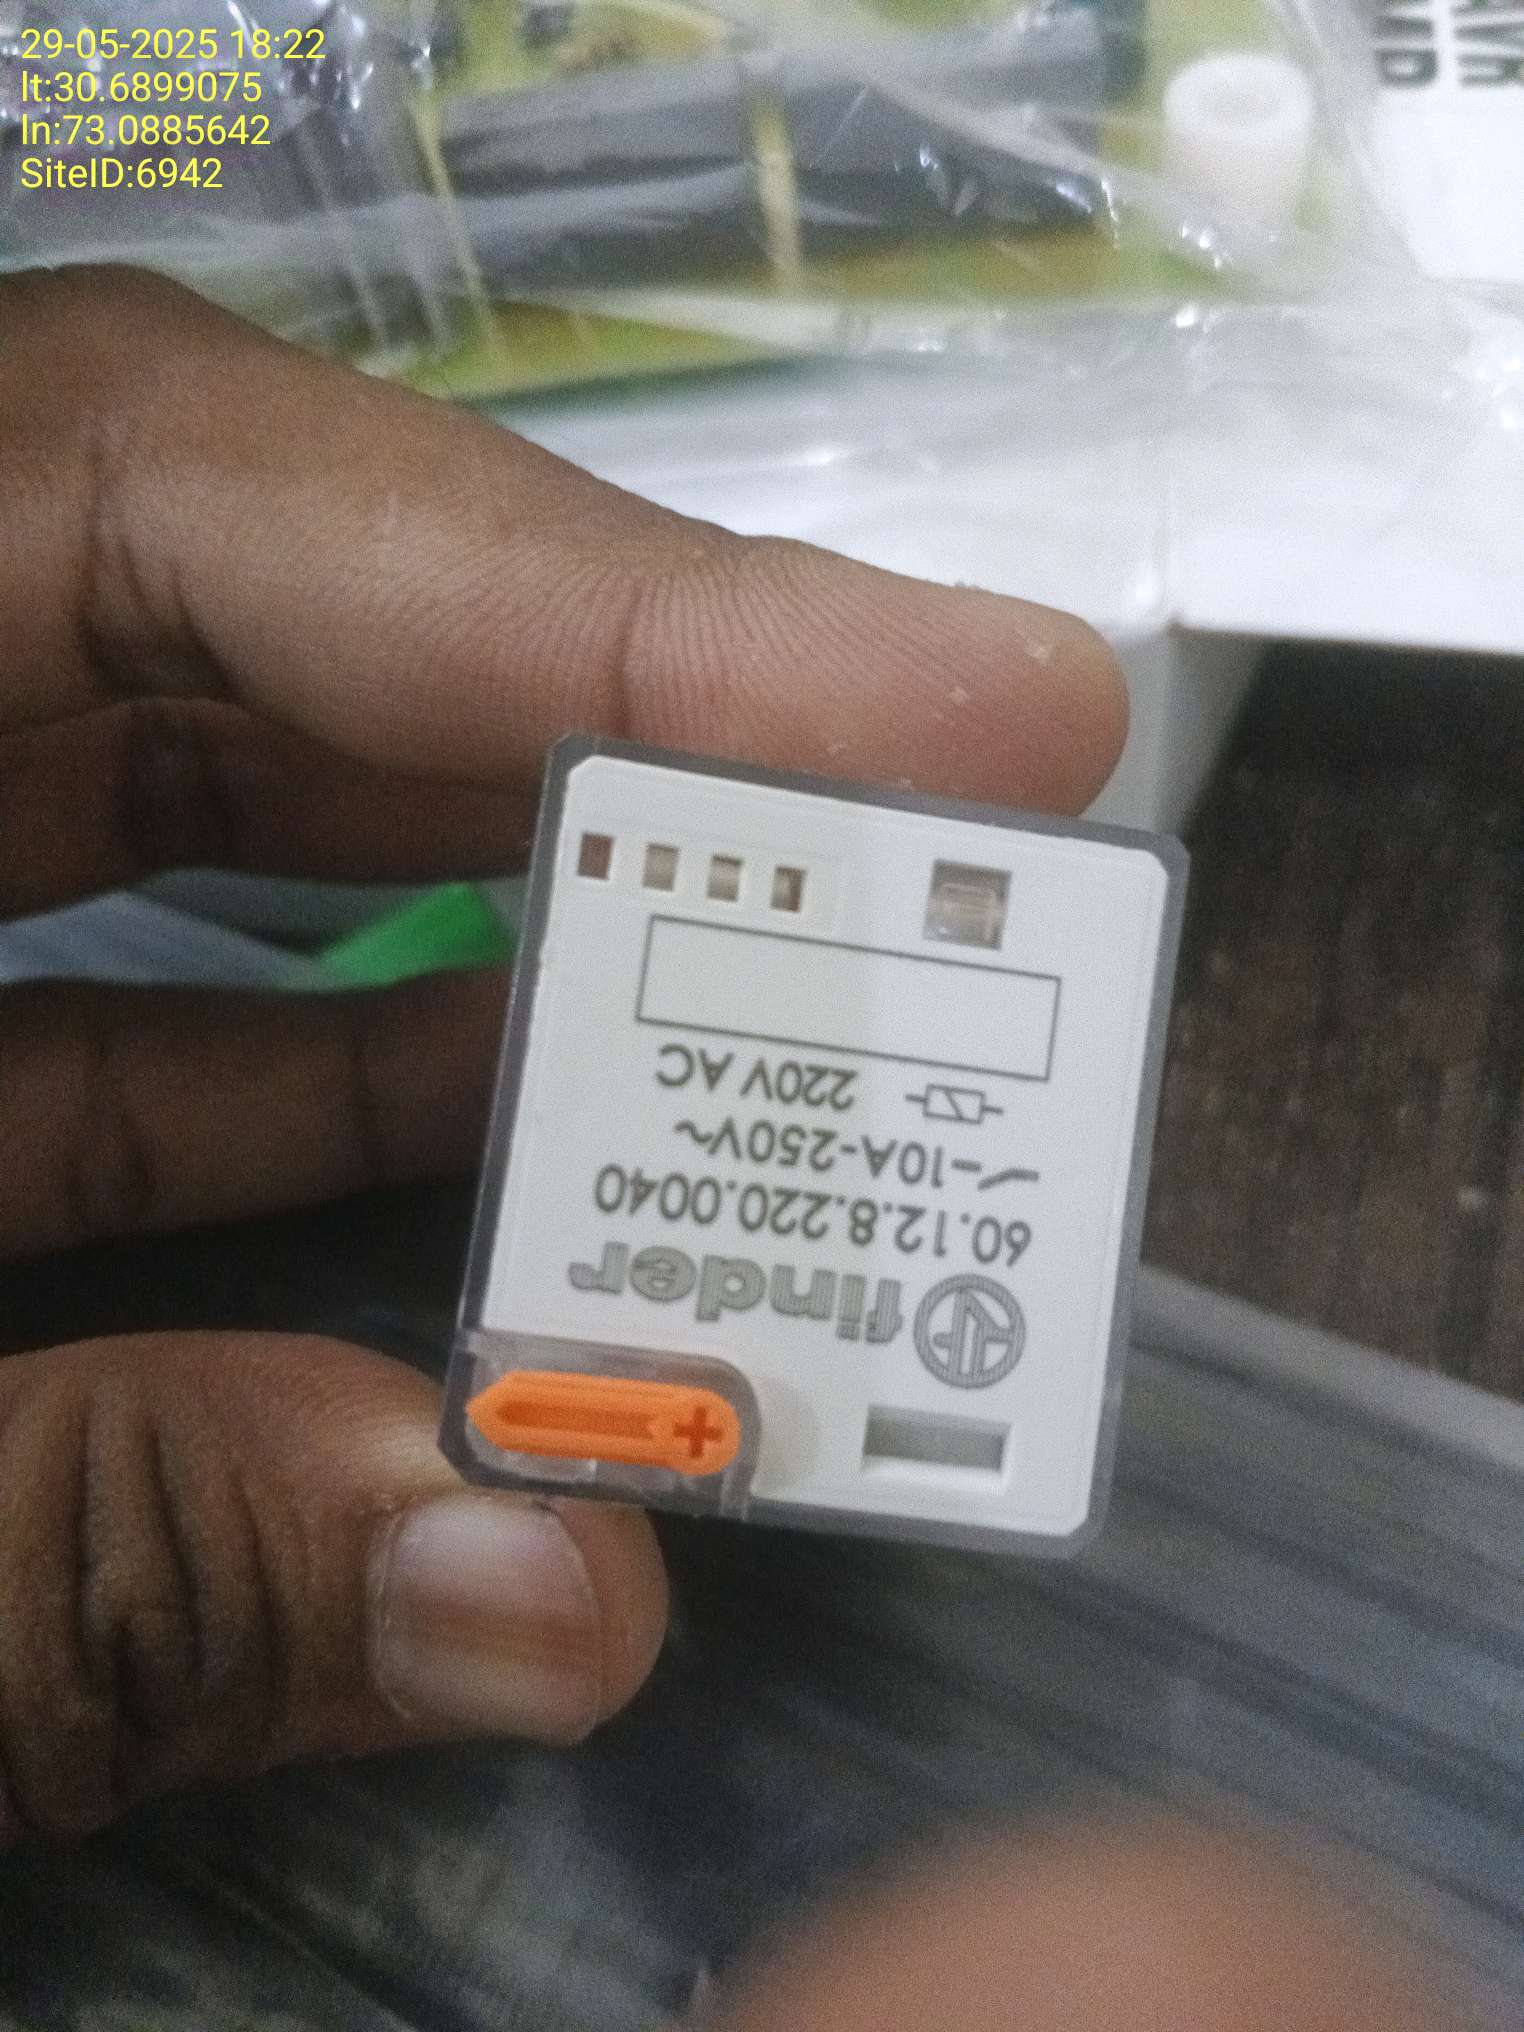 29-05-2025 18:22
lt:30.6899075
ln:73.0885642
SiteID:6942
finder
60.12.8.220.0040
10A-250V~
220V AC